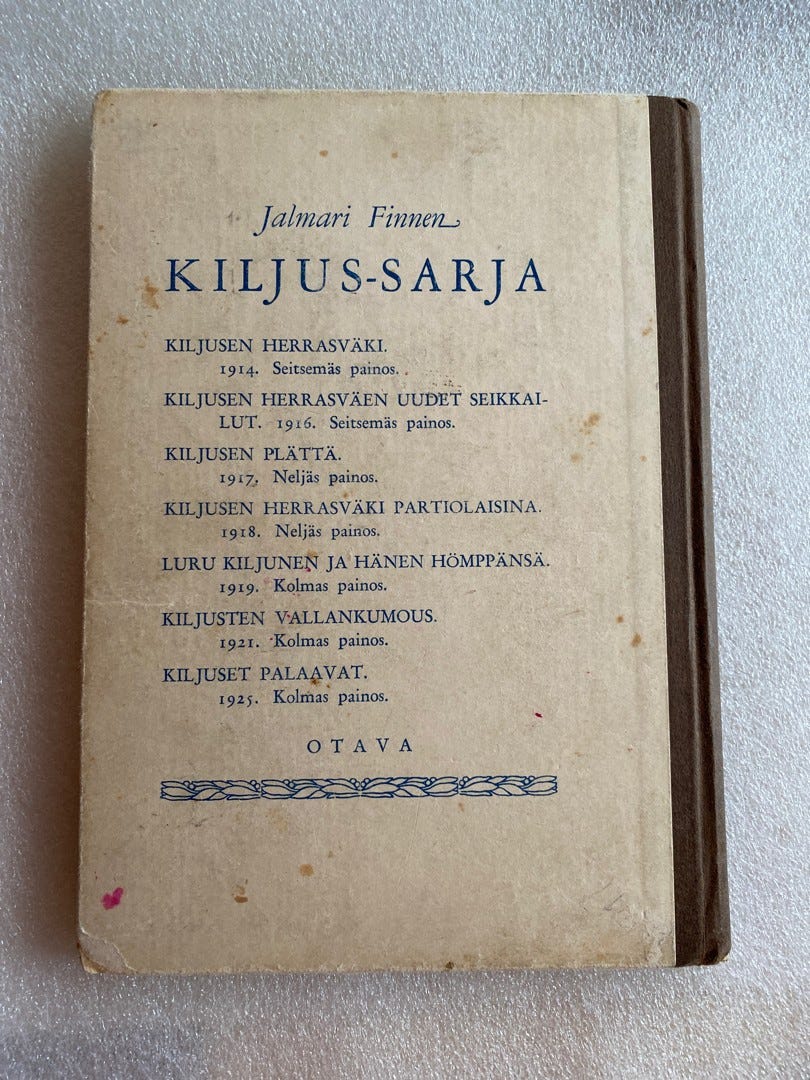 Jalmari Finnen
KILJUS-SARJA
KILJUSEN HERRASVÄKI.
1914. Seitsemäs painos.
KILJUSEN HERRASVÄEN UUDET SEIKKAI-
LUT. 1916. Seitsemäs painos.
KILJUSEN PLÄTTÄ.
1917. Neljäs painos.
KILJUSEN HERRASVÄKI PARTIOLAISINA.
1918. Neljäs painos.
LURU KILJUNEN JA HÄNEN HÖMPPÄNSÄ.
1919. Kolmas painos.
KILJUSTEN VALLANKUMOUS.
1921. Kolmas painos.
KILJUSET PALAAVAT.
1925. Kolmas painos.
OTAVA